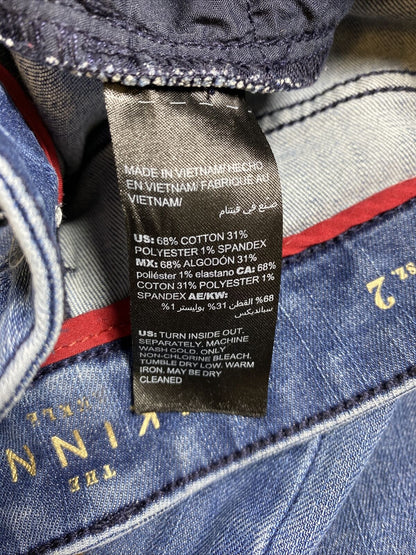 MADE IN VIETNAM/ HECHO
EN VIETNAM/ FABRIQUÉ AU
VIETNAM/
صنع في فيتنام
US: 68% COTTON 31%
POLYESTER 1% SPANDEX
MX: 68% ALGODÓN 31%
poliéster 1% elastano CA: 68%
COTON 31% POLYESTER 1%
SPANDEX AE/KW:
68% القطن 31% بوليستر 1%
سباندیکس
US: TURN INSIDE OUT.
SEPARATELY. MACHINE
WASH COLD. ONLY
NON-CHLORINE BLEACH.
TUMBLE DRY LOW. WARM
IRON. MAY BE DRY
CLEANED
2
THE
KINN